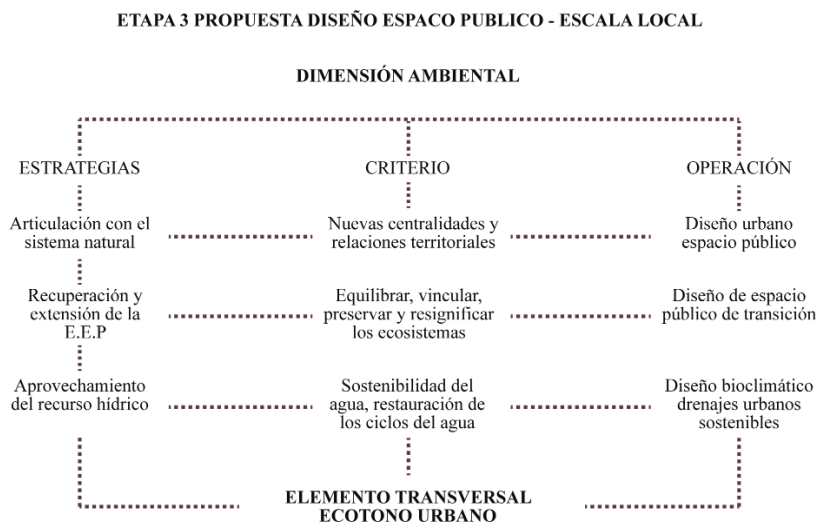 ETAPA 3 PROPUESTA DISEÑO ESPACO PUBLICO - ESCALA LOCAL
DIMENSIÓN AMBIENTAL
ESTRATEGIAS
CRITERIO
OPERACIÓN
Articulación con el
sistema natural
Nuevas centralidades y
relaciones territoriales
Diseño urbano
espacio público
Recuperación y
extensión de la
E.E.P
Equilibrar, vincular,
preservar y resignificar
los ecosistemas
Diseño de espacio
público de transición
Aprovechamiento
del recurso hídrico
Sostenibilidad del
agua, restauración de
los ciclos del agua
Diseño bioclimático
drenajes urbanos
sostenibles
ELEMENTO TRANSVERSAL
ECOTONO URBANO